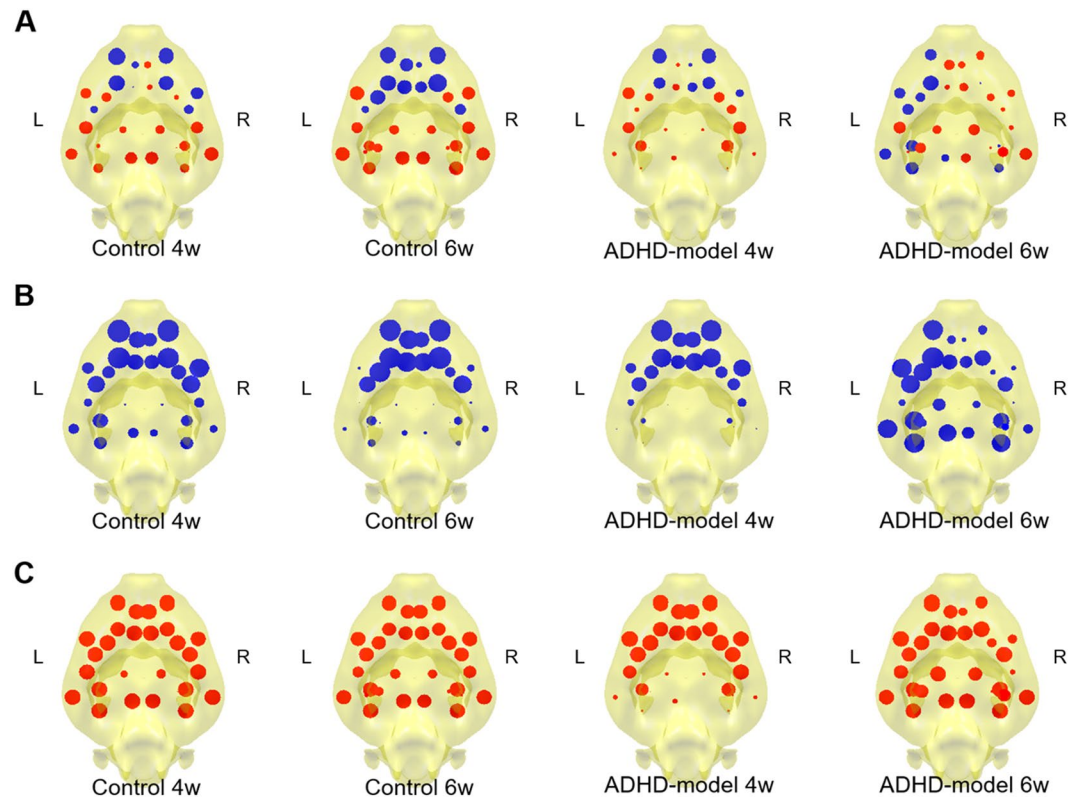 A
L R L R L R L R
Control 4w Control 6w ADHD-model 4w ADHD-model 6w
B
L R L R L R L R
Control 4w Control 6w ADHD-model 4w ADHD-model 6w
C
L R L R L R L R
Control 4w Control 6w ADHD-model 4w ADHD-model 6w